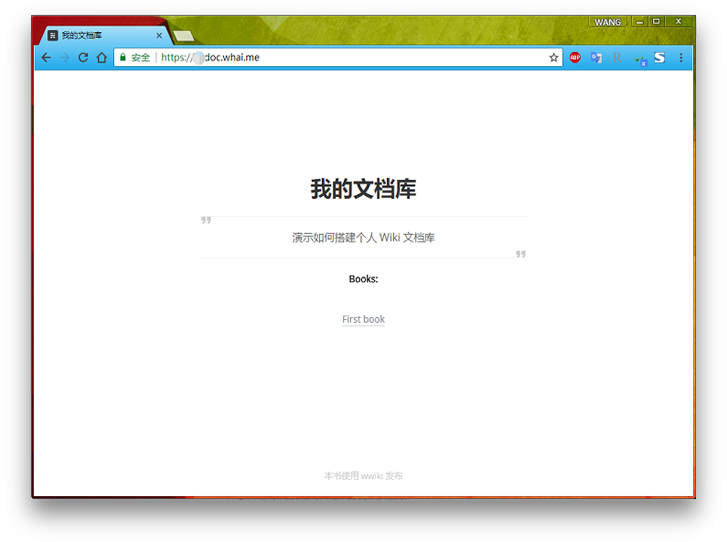 WANG
我的文档库
安全 https:// doc.whai.me
ABP
我的文档库
演示如何搭建个人 Wiki 文档库
Books:
First book
本书使用 wwiki 发布